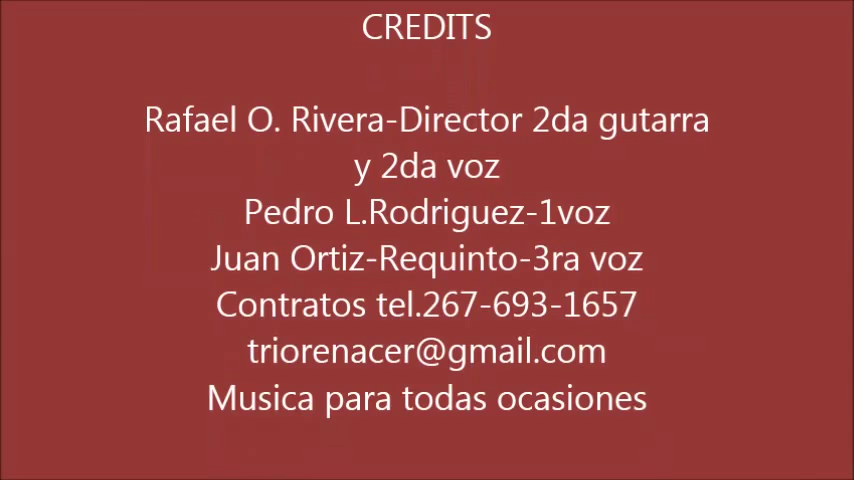 CREDITS
Rafael O. Rivera-Director 2da gutarra
y 2da voz
Pedro L.Rodriguez-1voz
Juan Ortiz-Requinto-3ra voz
Contratos tel.267-693-1657
triorenacer@gmail.com
Musica para todas ocasiones